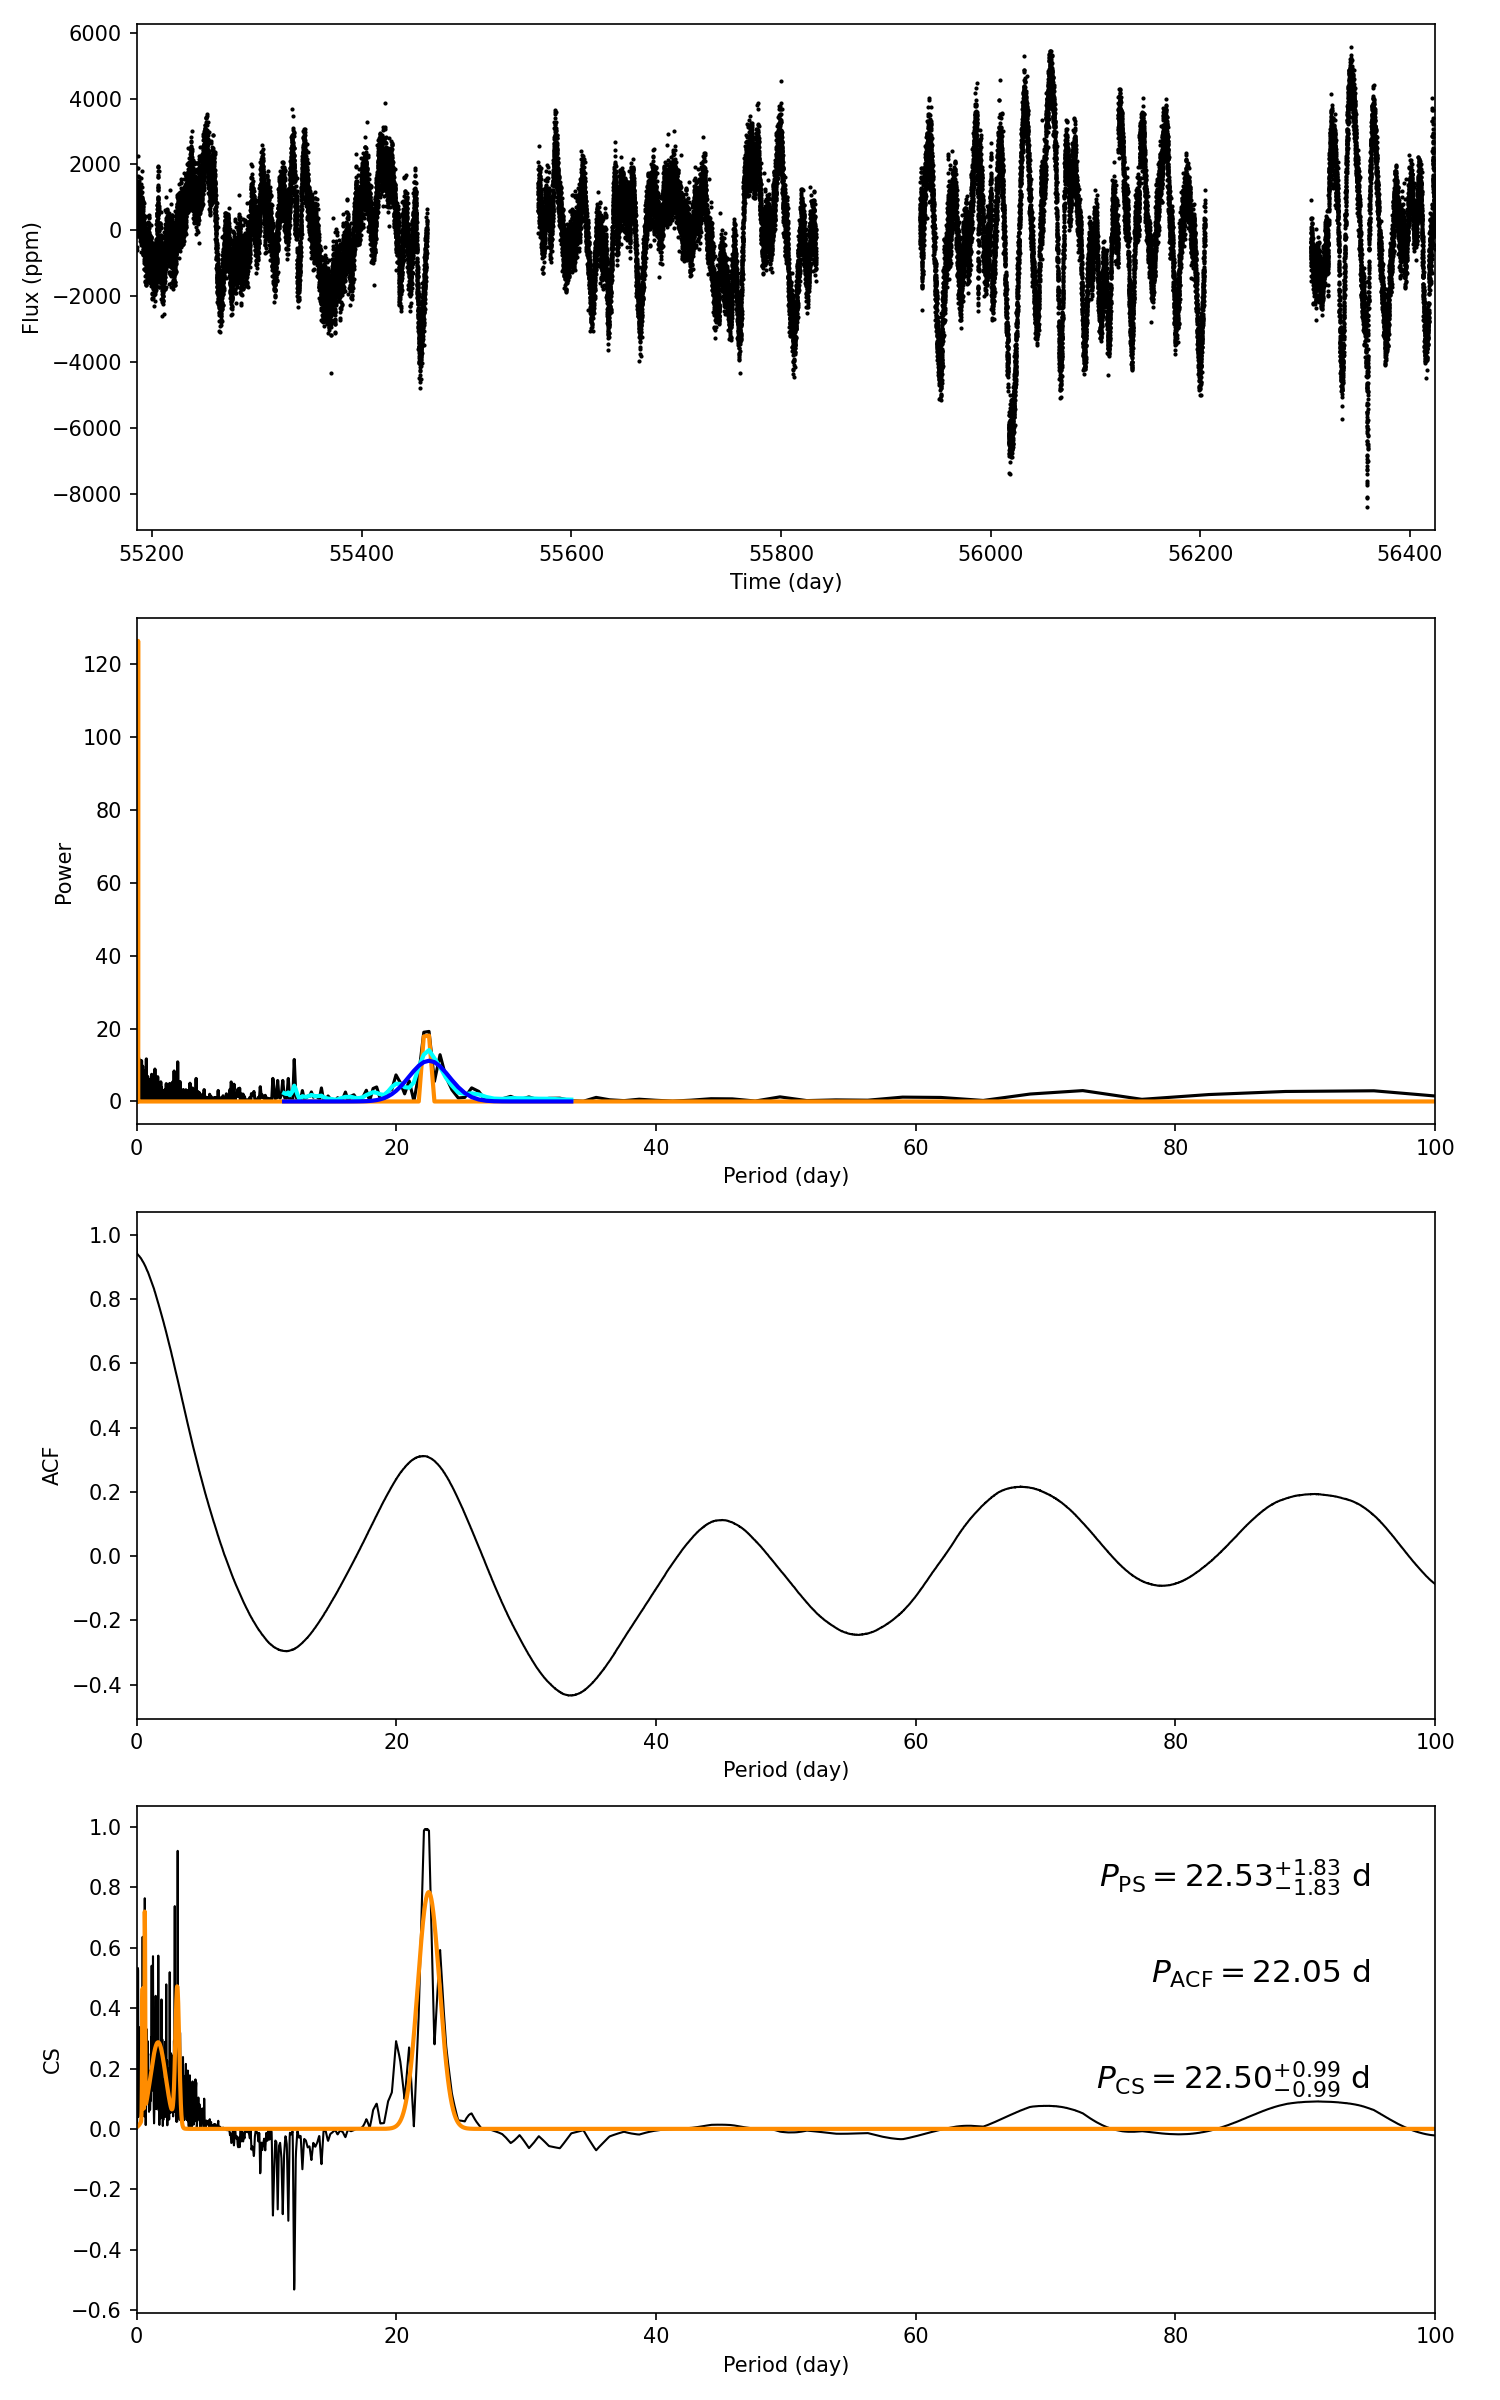 6000
4000
2000
0
−2000
−4000
−6000
−8000
Flux (ppm)
55200 55400 55600 55800 56000 56200 56400
Time (day)
120
100
80
60
40
20
0
Power
0 20 40 60 80 100
Period (day)
1.0
0.8
0.6
0.4
0.2
0.0
−0.2
−0.4
ACF
0 20 40 60 80 100
Period (day)
1.0
0.8
0.6
0.4
0.2
0.0
−0.2
−0.4
−0.6
CS
P_PS = 22.53^{+1.83}_{−1.83} d
P_ACF = 22.05 d
P_CS = 22.50^{+0.99}_{−0.99} d
0 20 40 60 80 100
Period (day)